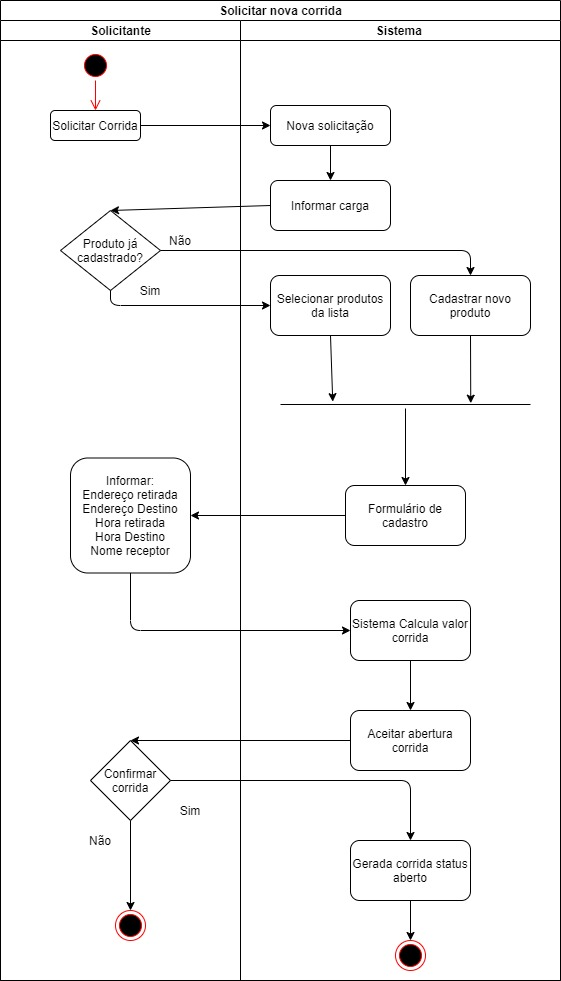 Solicitar nova corrida
Solicitante
Sistema
Solicitar Corrida
Nova solicitação
Informar carga
Produto já
cadastrado?
Não
Sim
Selecionar produtos
da lista
Cadastrar novo
produto
Formulário de
cadastro
Informar:
Endereço retirada
Endereço Destino
Hora retirada
Hora Destino
Nome receptor
Sistema Calcula valor
corrida
Aceitar abertura
corrida
Confirmar
corrida
Sim
Não
Gerada corrida status
aberto